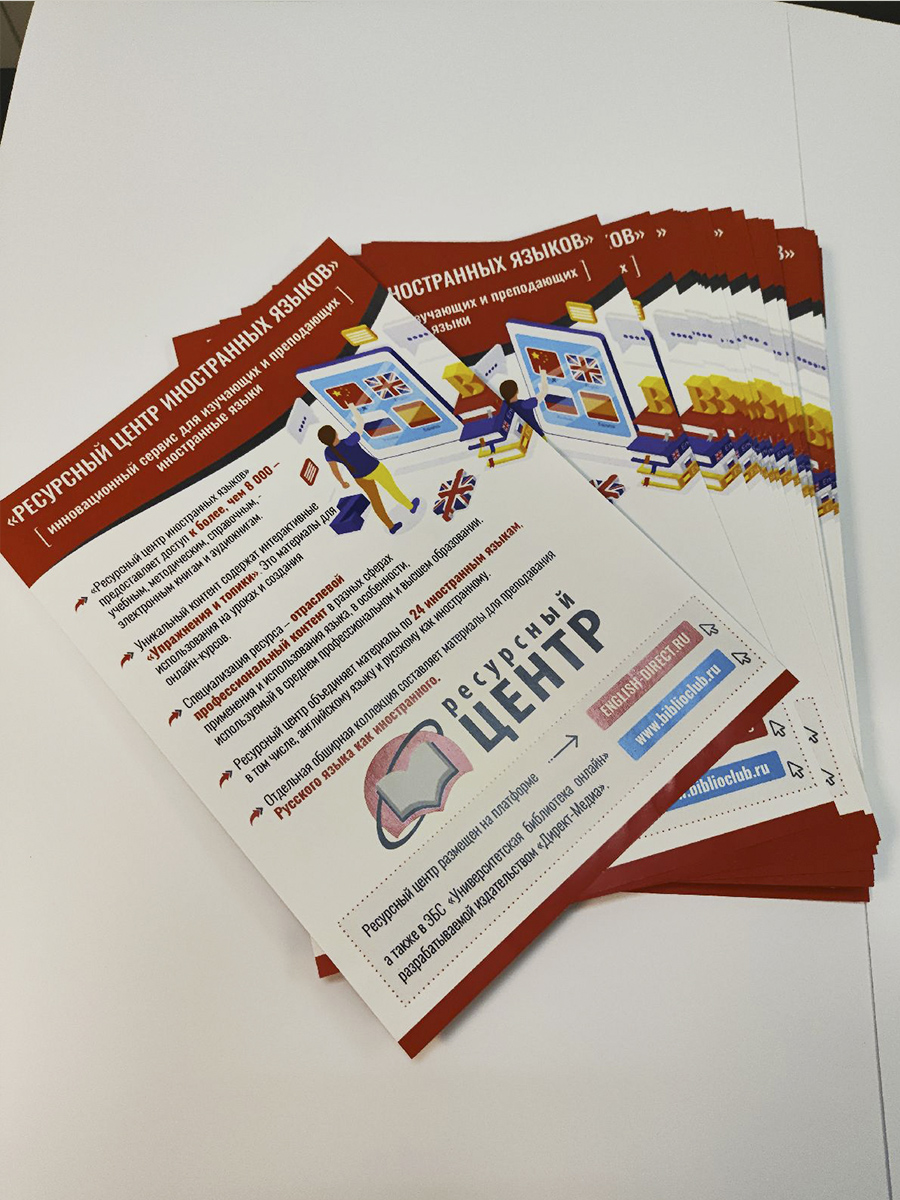 «РЕСУРСНЫЙ ЦЕНТР ИНОСТРАННЫХ ЯЗЫКОВ»
[ инновационный сервис для изучающих и преподающих
иностранные языки ]
«Ресурсный центр иностранных языков»
предоставляет доступ к более, чем 8 000 –
учебным, методическим, справочным, -
электронным книгам и аудиокнигам.
Уникальный контент содержат интерактивные
«Упражнения и топики». Это материалы для
использования на уроках и создания
онлайн-курсов.
Специализация ресурса – отраслевой
профессиональный контент в разных сферах
применения и использования языка, в особенности,
используемый в среднем профессиональном и высшем образовании.
Ресурсный центр объединяет материалы по 24 иностранным языкам,
в том числе, английскому языку и русскому как иностранному.
Отдельная обширная коллекция составляет материалы для преподавания
Русского языка как иностранного.
ресурсный
ЦЕНТР
Ресурсный центр размещен на платформе
ENGLISH-DIRECT.RU
а также в ЭБС «Университетская библиотека онлайн»
www.biblioclub.ru
разрабатываемой издательством «Директ-Медиа».
ИНОСТРАННЫХ ЯЗЫКОВ»
изучающих и преподающих ]
языки
КОВ»
х ]
»
»
В»
.biblioclub.ru